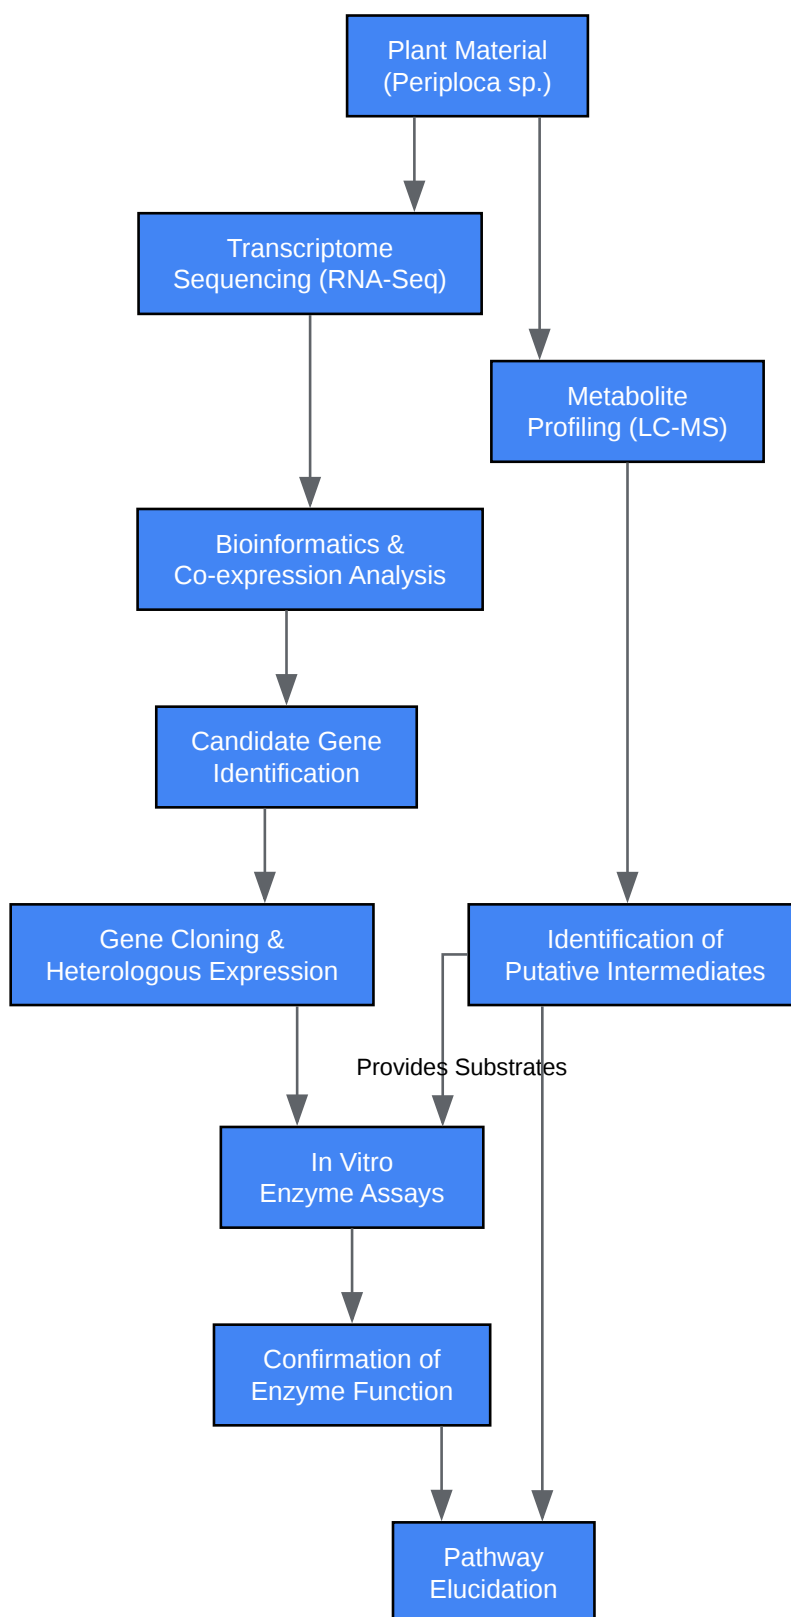 Plant Material
(Periploca sp.)
Transcriptome
Sequencing (RNA-Seq)
Metabolite
Profiling (LC-MS)
Bioinformatics &
Co-expression Analysis
Candidate Gene
Identification
Gene Cloning &
Heterologous Expression
Identification of
Putative Intermediates
Provides Substrates
In Vitro
Enzyme Assays
Confirmation of
Enzyme Function
Pathway
Elucidation